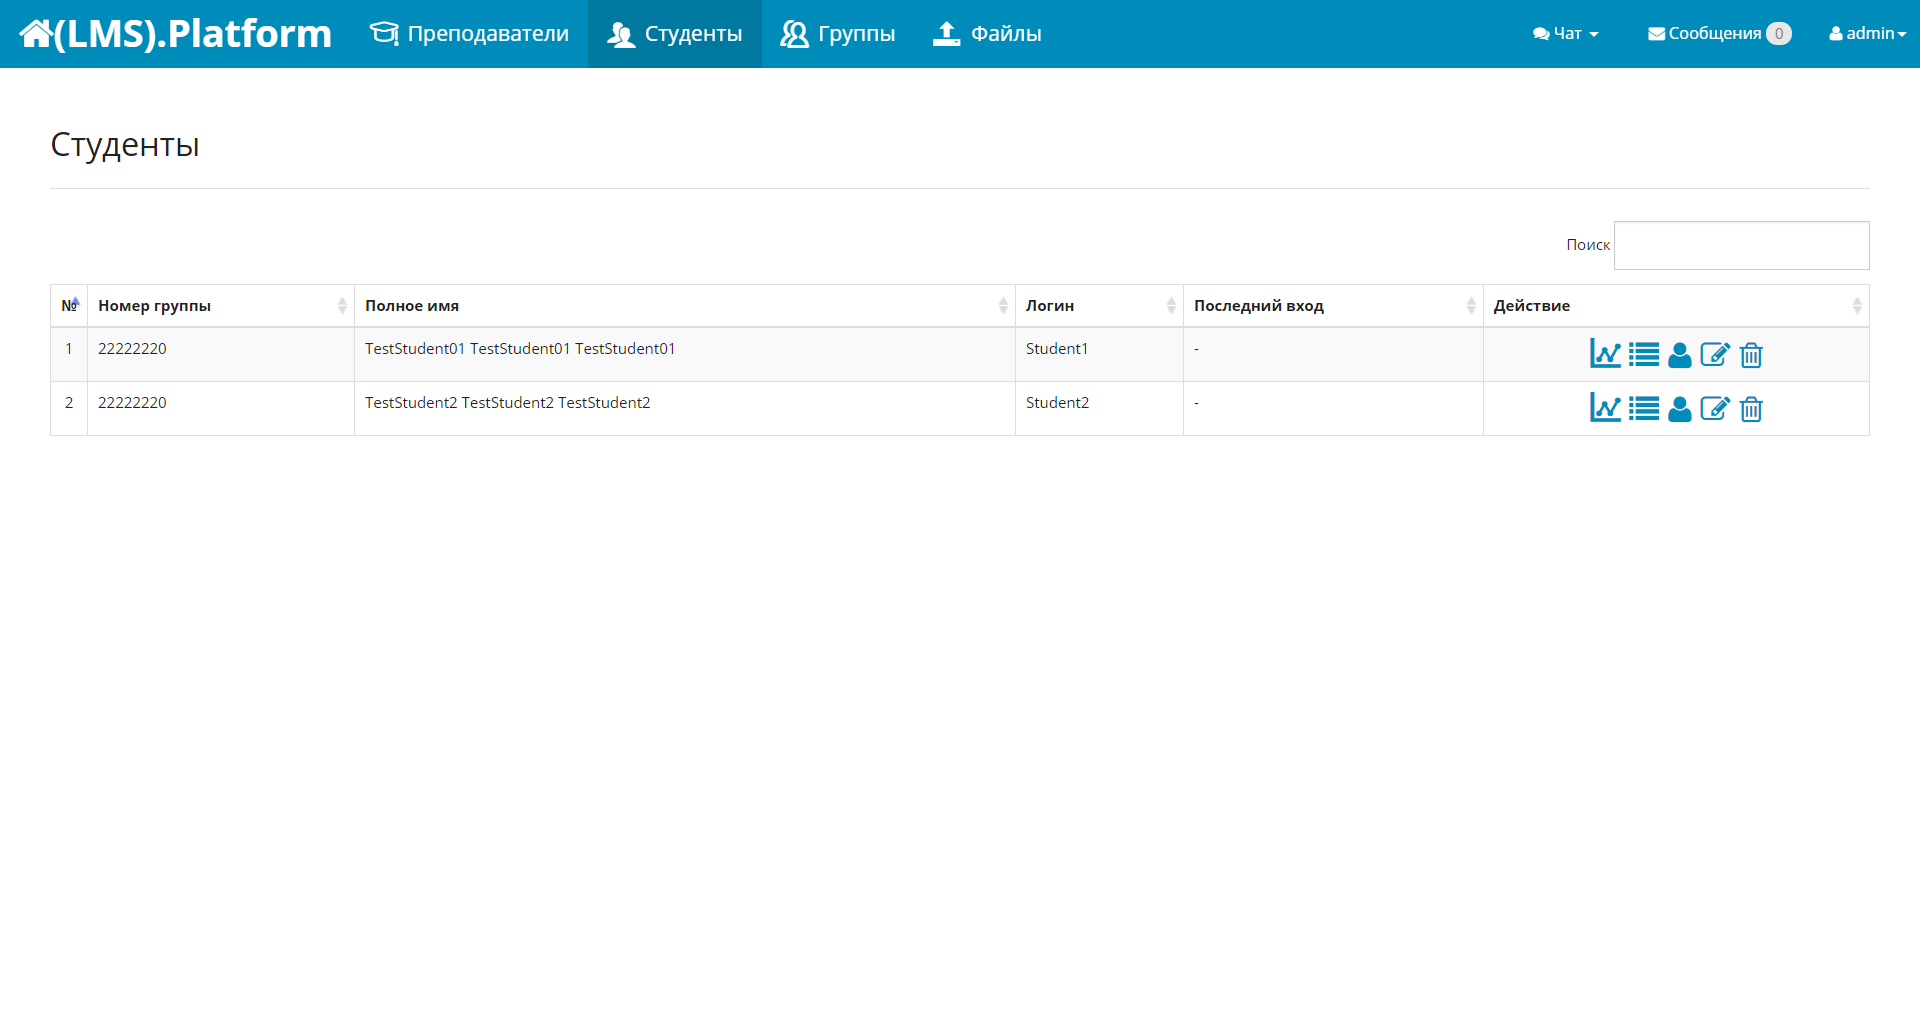 (LMS).Platform Преподаватели Студенты Группы Файлы Чат Сообщения 0 admin
Студенты
Поиск
№ Номер группы Полное имя Логин Последний вход Действие
1 22222220 TestStudent01 TestStudent01 TestStudent01 Student1 -
2 22222220 TestStudent2 TestStudent2 TestStudent2 Student2 -